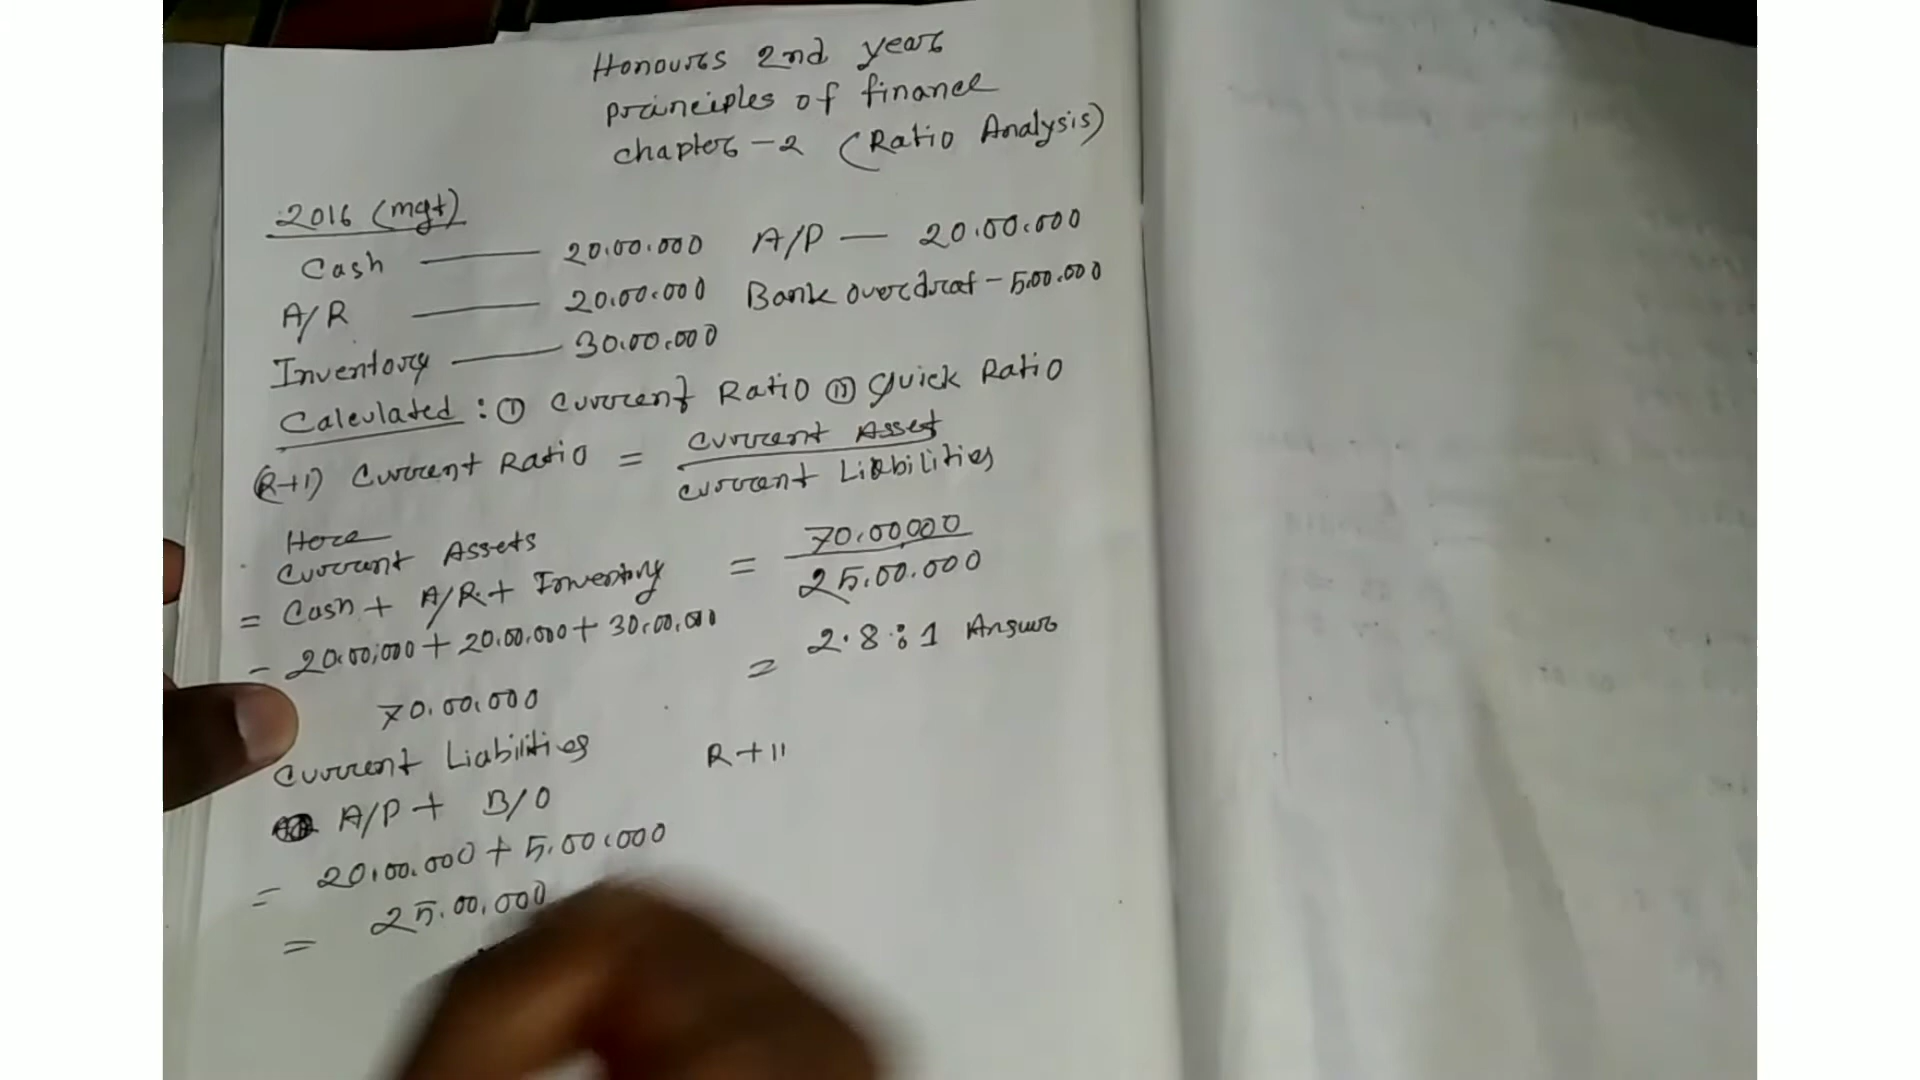 Honours 2nd year
principles of finance
chapter-2 (Ratio Analysis)
2016 (mgt)
Cash — 20,00,000 A/P — 20,00,000
A/R — 20,00,000 Bank overdraf - 5,00,000
Inventory — 30,00,000
Calculated : ① Current Ratio ⑪ Quick Ratio
(R+1) Current Ratio = Current Asset
Current Liabilities
Here
Current Assets
= Cash + A/R + Inventory
- 20,00,000 + 20,00,000 + 30,00,000
70,00,000
= 70,00000
25,00,000
= 2.8:1 Answer
Current Liabilities
A/P + B/O
= 20,00,000 + 5,00,000
= 25,00,000
R+11